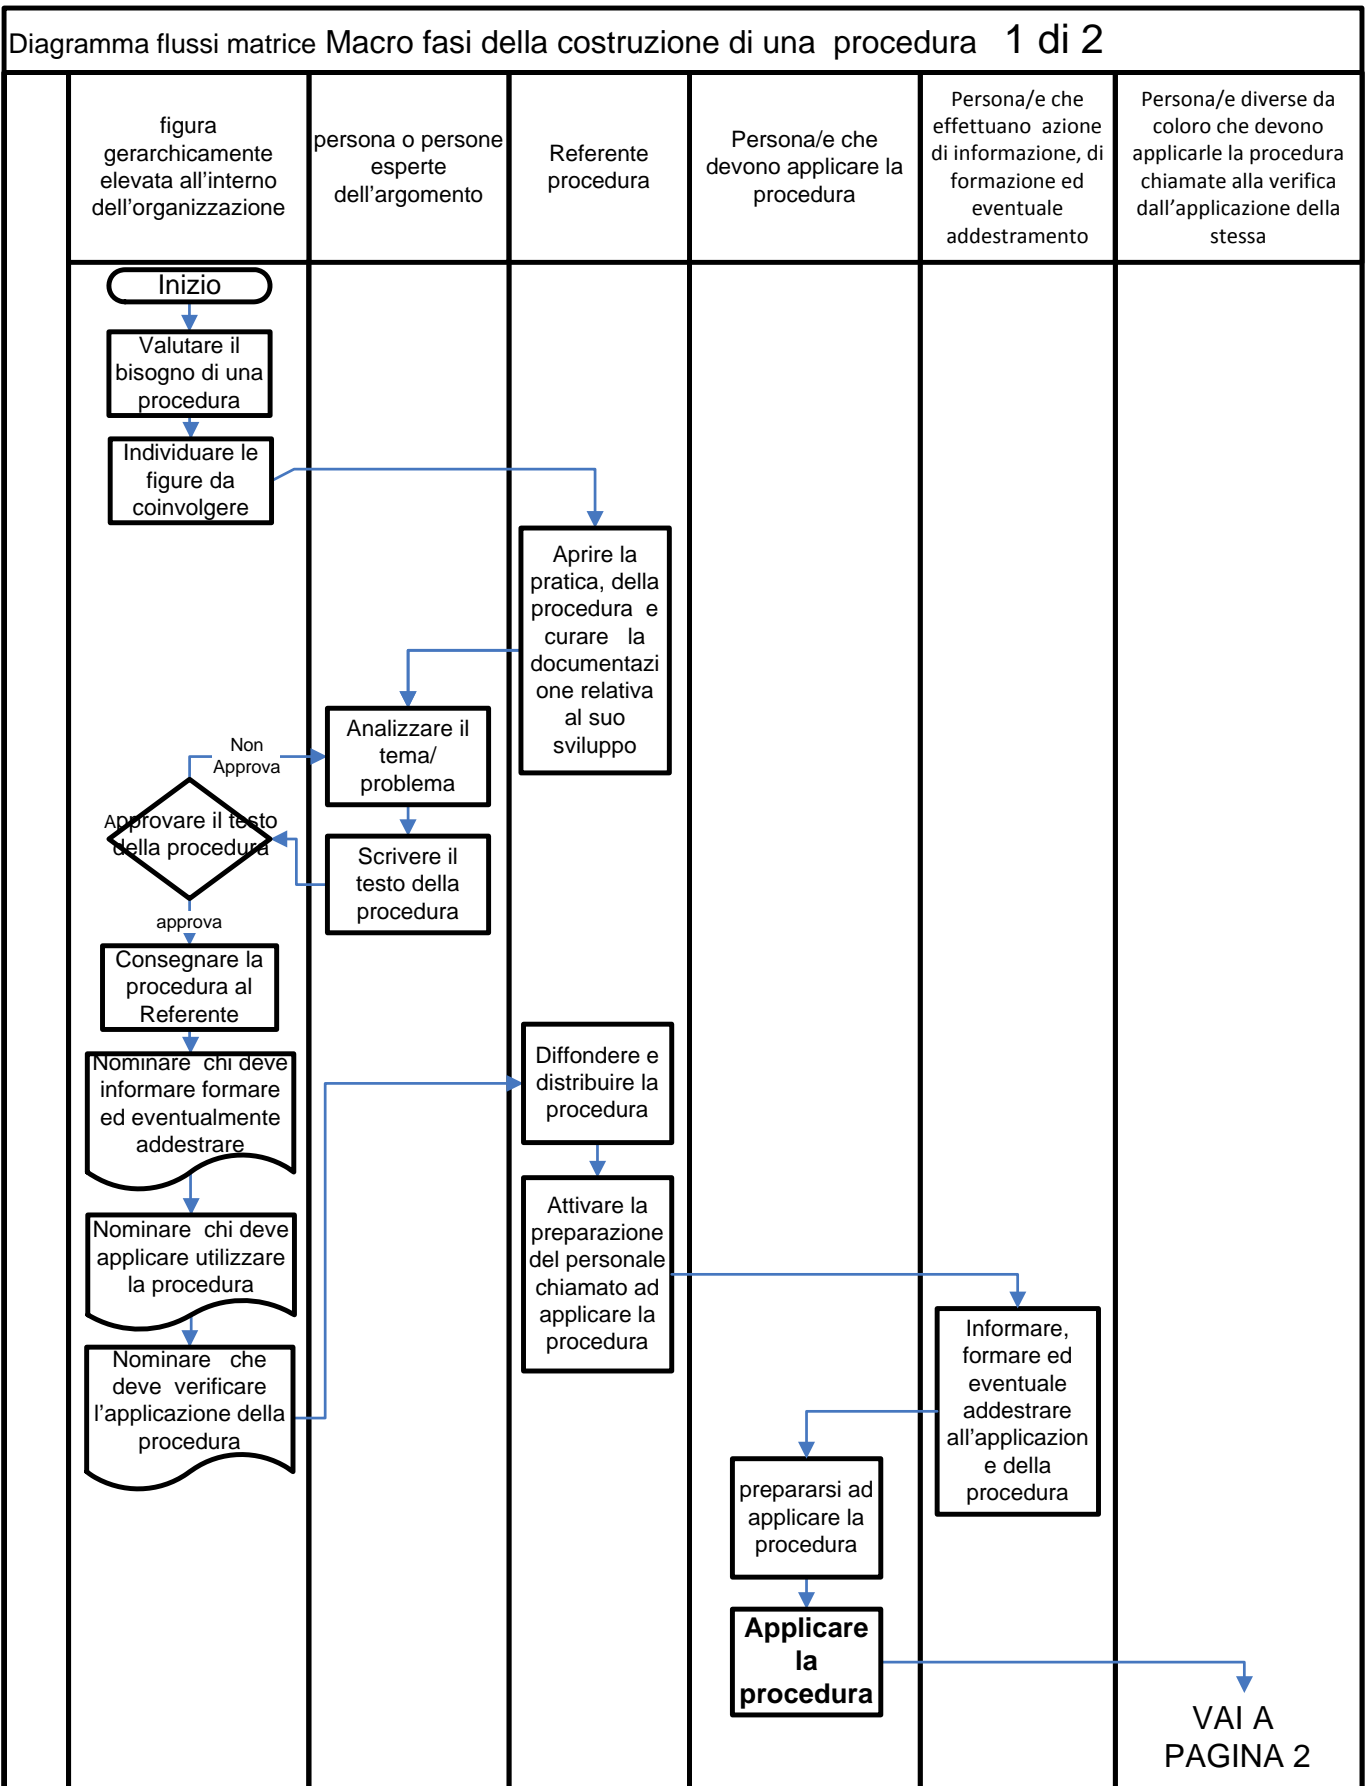 Diagramma flussi matrice Macro fasi della costruzione di una procedura 1 di 2
figura
gerarchicamente
elevata all'interno
dell'organizzazione
persona o persone
esperte
dell'argomento
Referente
procedura
Persona/e che
devono applicare la
procedura
Persona/e che
effettuano azione
di informazione, di
formazione ed
eventuale
addestramento
Persona/e diverse da
coloro che devono
applicarle la procedura
chiamate alla verifica
dall'applicazione della
stessa
Inizio
Valutare il
bisogno di una
procedura
Individuare le
figure da
coinvolgere
Aprire la
pratica, della
procedura e
curare la
documentazi
one relativa
al suo
sviluppo
Analizzare il
tema/
problema
Non
Approva
Approvare il testo
della procedura
Scrivere il
testo della
procedura
approva
Consegnare la
procedura al
Referente
Nominare chi deve
informare formare
ed eventualmente
addestrare
Diffondere e
distribuire la
procedura
Nominare chi deve
applicare utilizzare
la procedura
Attivare la
preparazione
del personale
chiamato ad
applicare la
procedura
Nominare che
deve verificare
l'applicazione della
procedura
Informare,
formare ed
eventuale
addestrare
all'applicazion
e della
procedura
prepararsi ad
applicare la
procedura
Applicare
la
procedura
VAI A
PAGINA 2